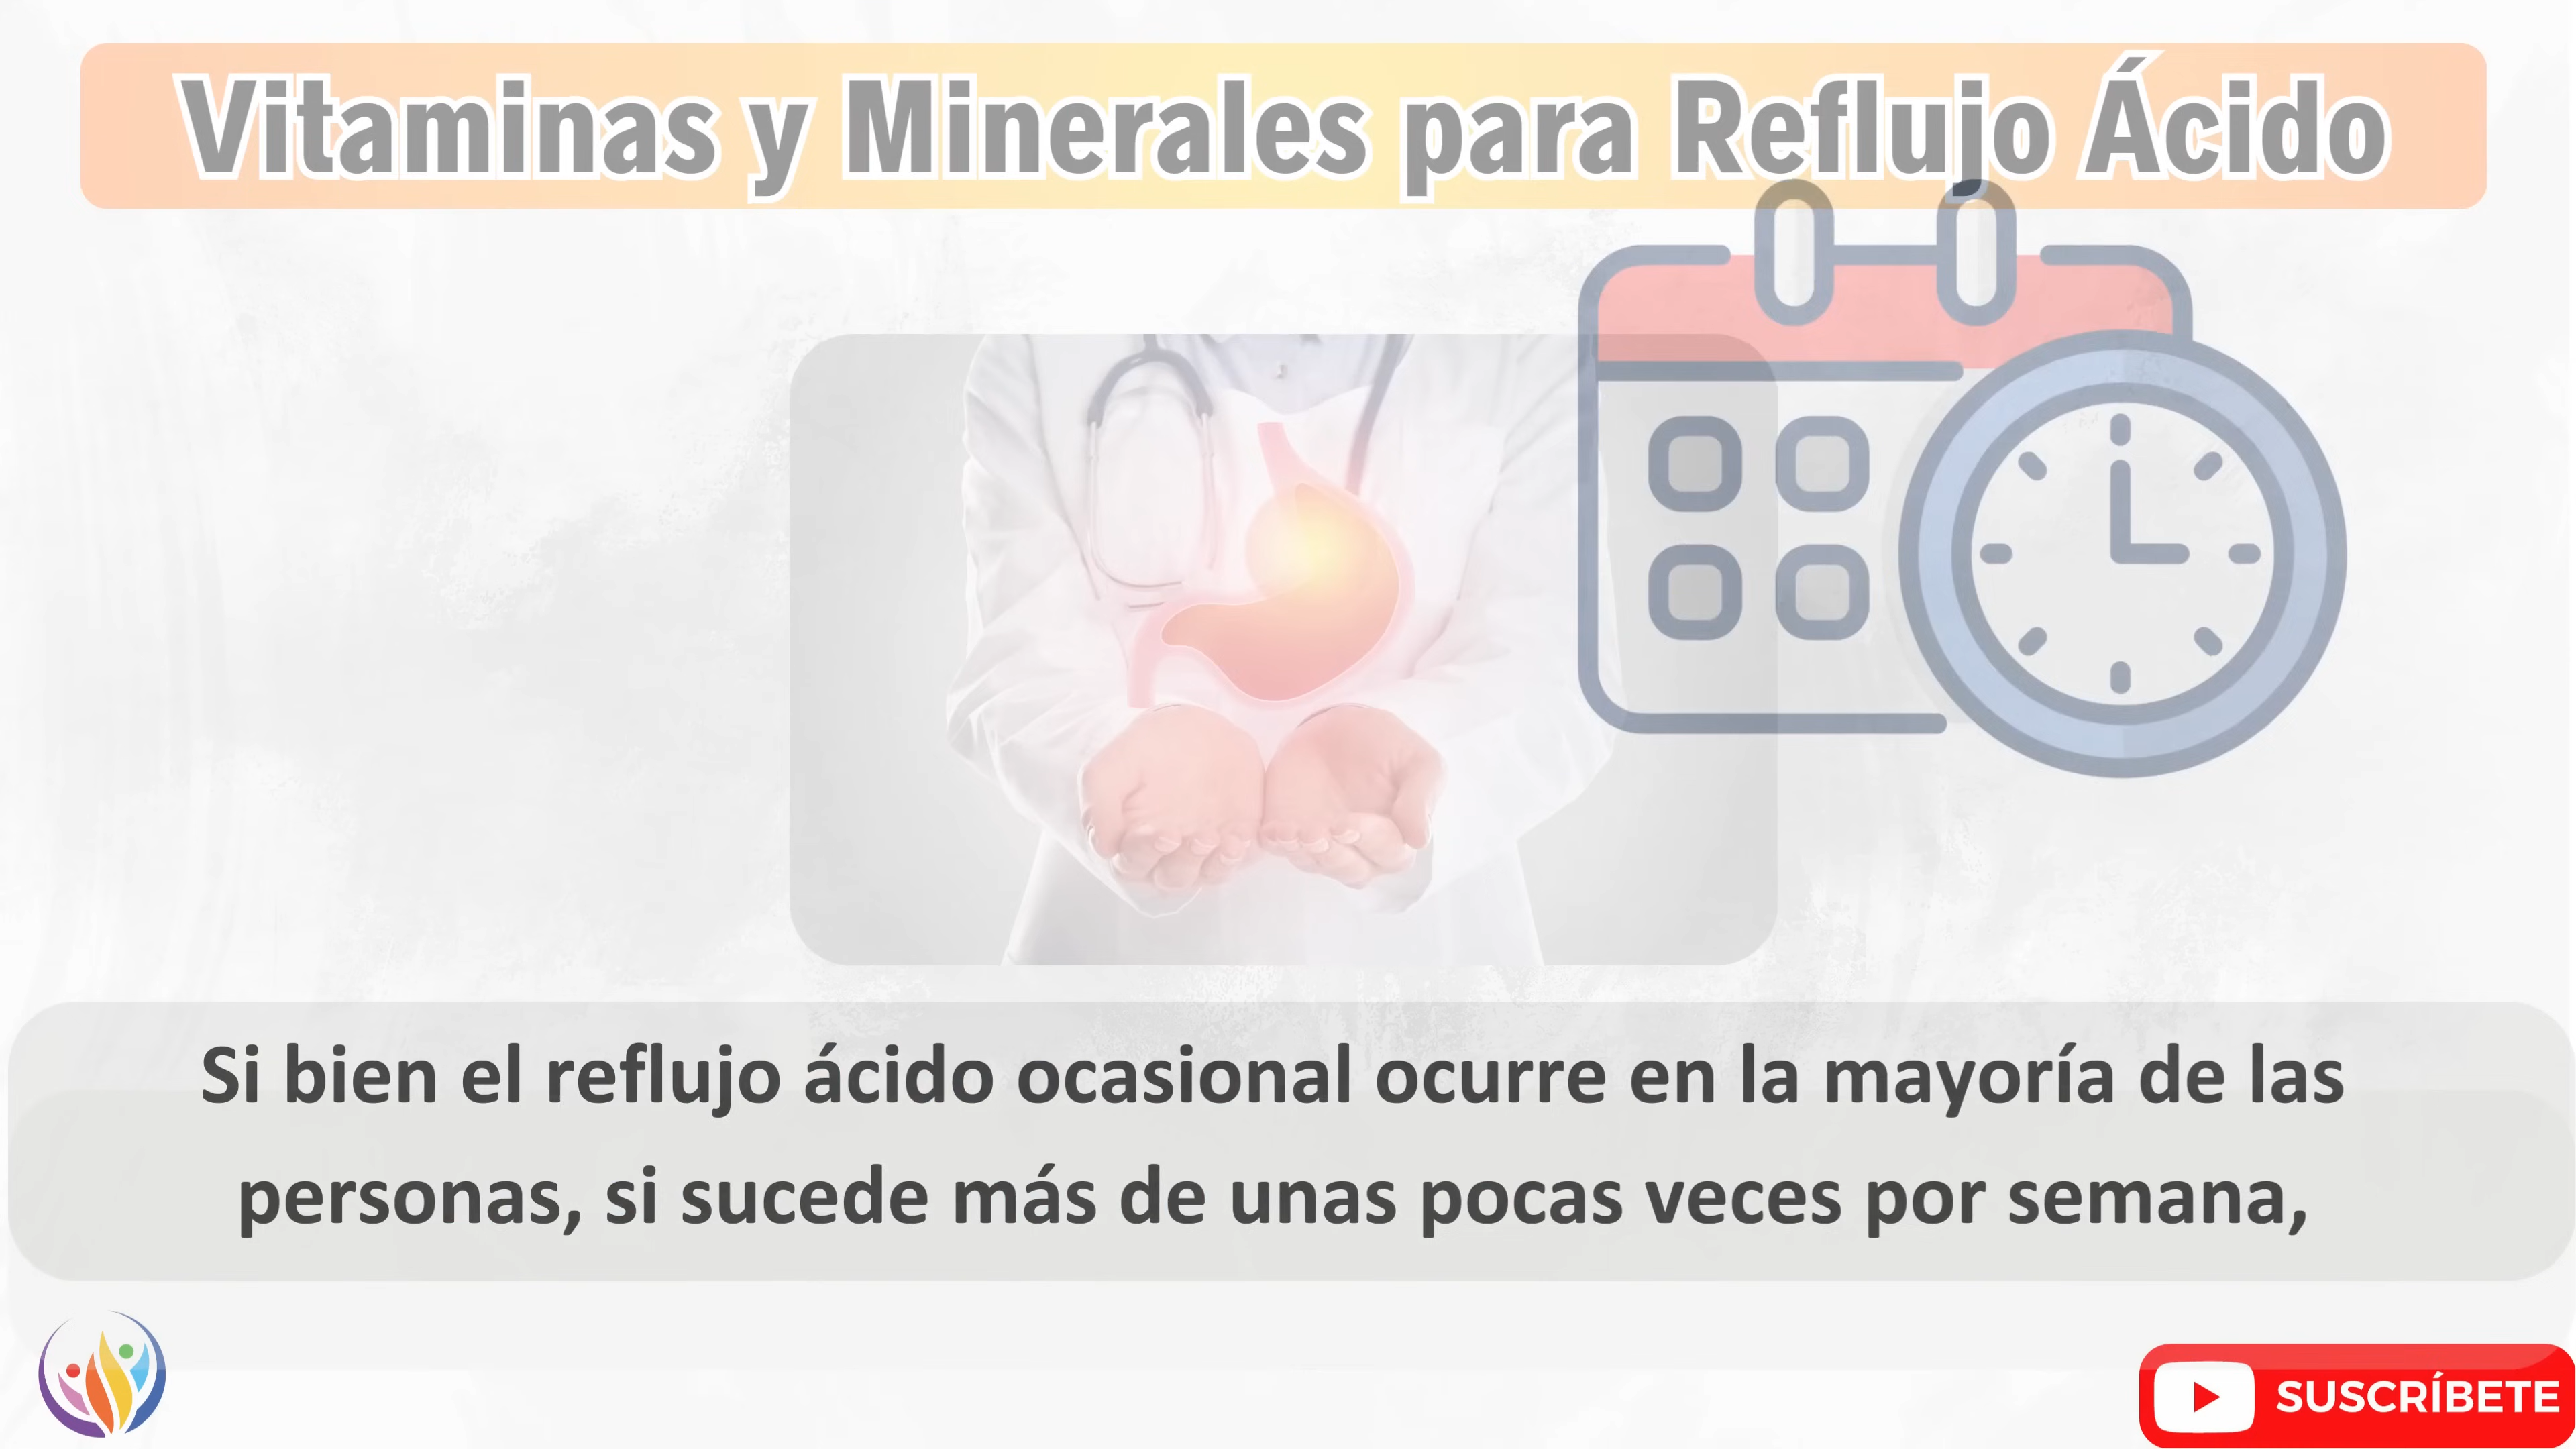 Vitaminas y Minerales para Reflujo Ácido
Si bien el reflujo ácido ocasional ocurre en la mayoría de las
personas, si sucede más de unas pocas veces por semana,
SUSCRÍBETE